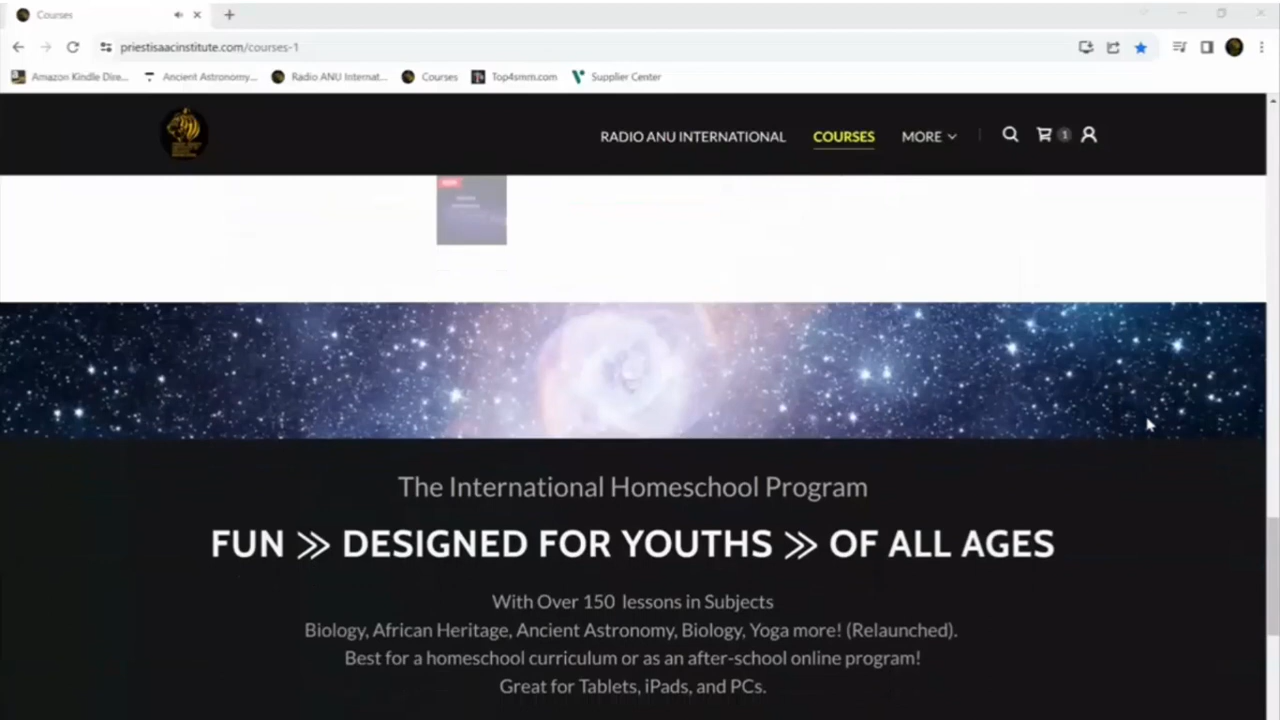 Courses
priestisaacinstitute.com/courses-1
Amazon Kindle Dire... Ancient Astronomy... Radio ANU Internat... Courses Top4smm.com Supplier Center
RADIO ANU INTERNATIONAL COURSES MORE 1
The International Homeschool Program
FUN >> DESIGNED FOR YOUTHS >> OF ALL AGES
With Over 150 lessons in Subjects
Biology, African Heritage, Ancient Astronomy, Biology, Yoga more! (Relaunched).
Best for a homeschool curriculum or as an after-school online program!
Great for Tablets, iPads, and PCs.